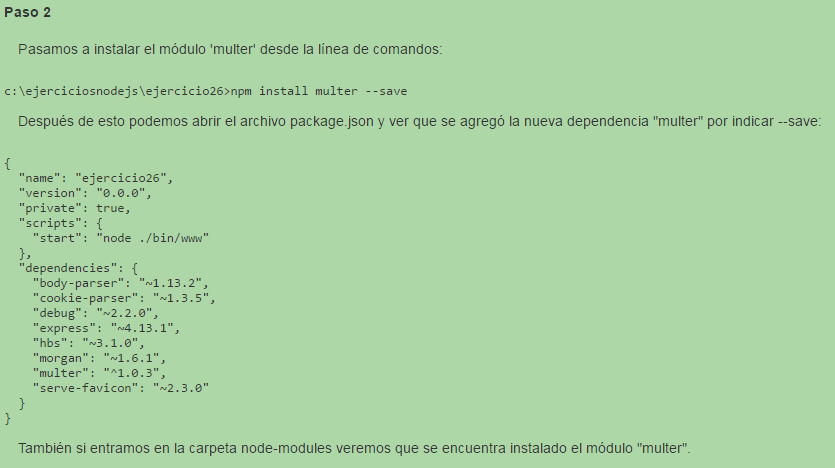 Paso 2
Pasamos a instalar el módulo 'multer' desde la línea de comandos:
c:\ejerciciosnodejs\ejercicio26>npm install multer --save
Después de esto podemos abrir el archivo package.json y ver que se agregó la nueva dependencia "multer" por indicar --save:
{
  "name": "ejercicio26",
  "version": "0.0.0",
  "private": true,
  "scripts": {
    "start": "node ./bin/www"
  },
  "dependencies": {
    "body-parser": "~1.13.2",
    "cookie-parser": "~1.3.5",
    "debug": "~2.2.0",
    "express": "~4.13.1",
    "hbs": "~3.1.0",
    "morgan": "~1.6.1",
    "multer": "^1.0.3",
    "serve-favicon": "~2.3.0"
  }
}
También si entramos en la carpeta node-modules veremos que se encuentra instalado el módulo "multer".